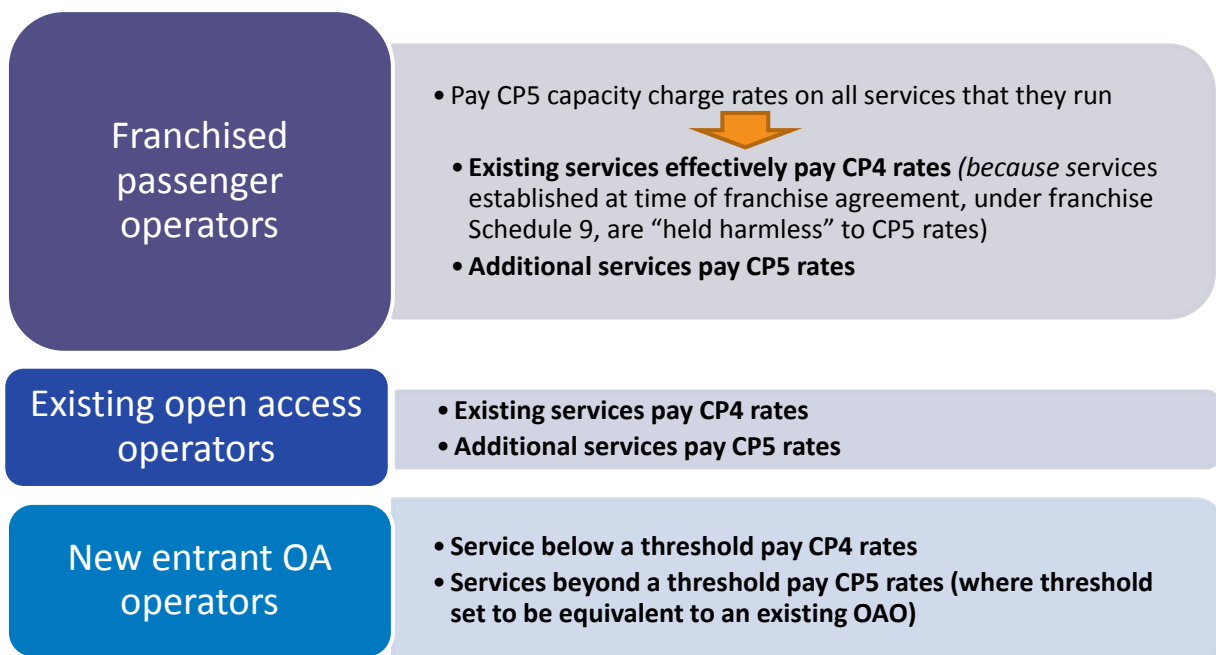 Franchised
passenger
operators
• Pay CP5 capacity charge rates on all services that they run
• Existing services effectively pay CP4 rates (because services
established at time of franchise agreement, under franchise
Schedule 9, are “held harmless” to CP5 rates)
• Additional services pay CP5 rates
Existing open access
operators
• Existing services pay CP4 rates
• Additional services pay CP5 rates
New entrant OA
operators
• Service below a threshold pay CP4 rates
• Services beyond a threshold pay CP5 rates (where threshold
set to be equivalent to an existing OAO)